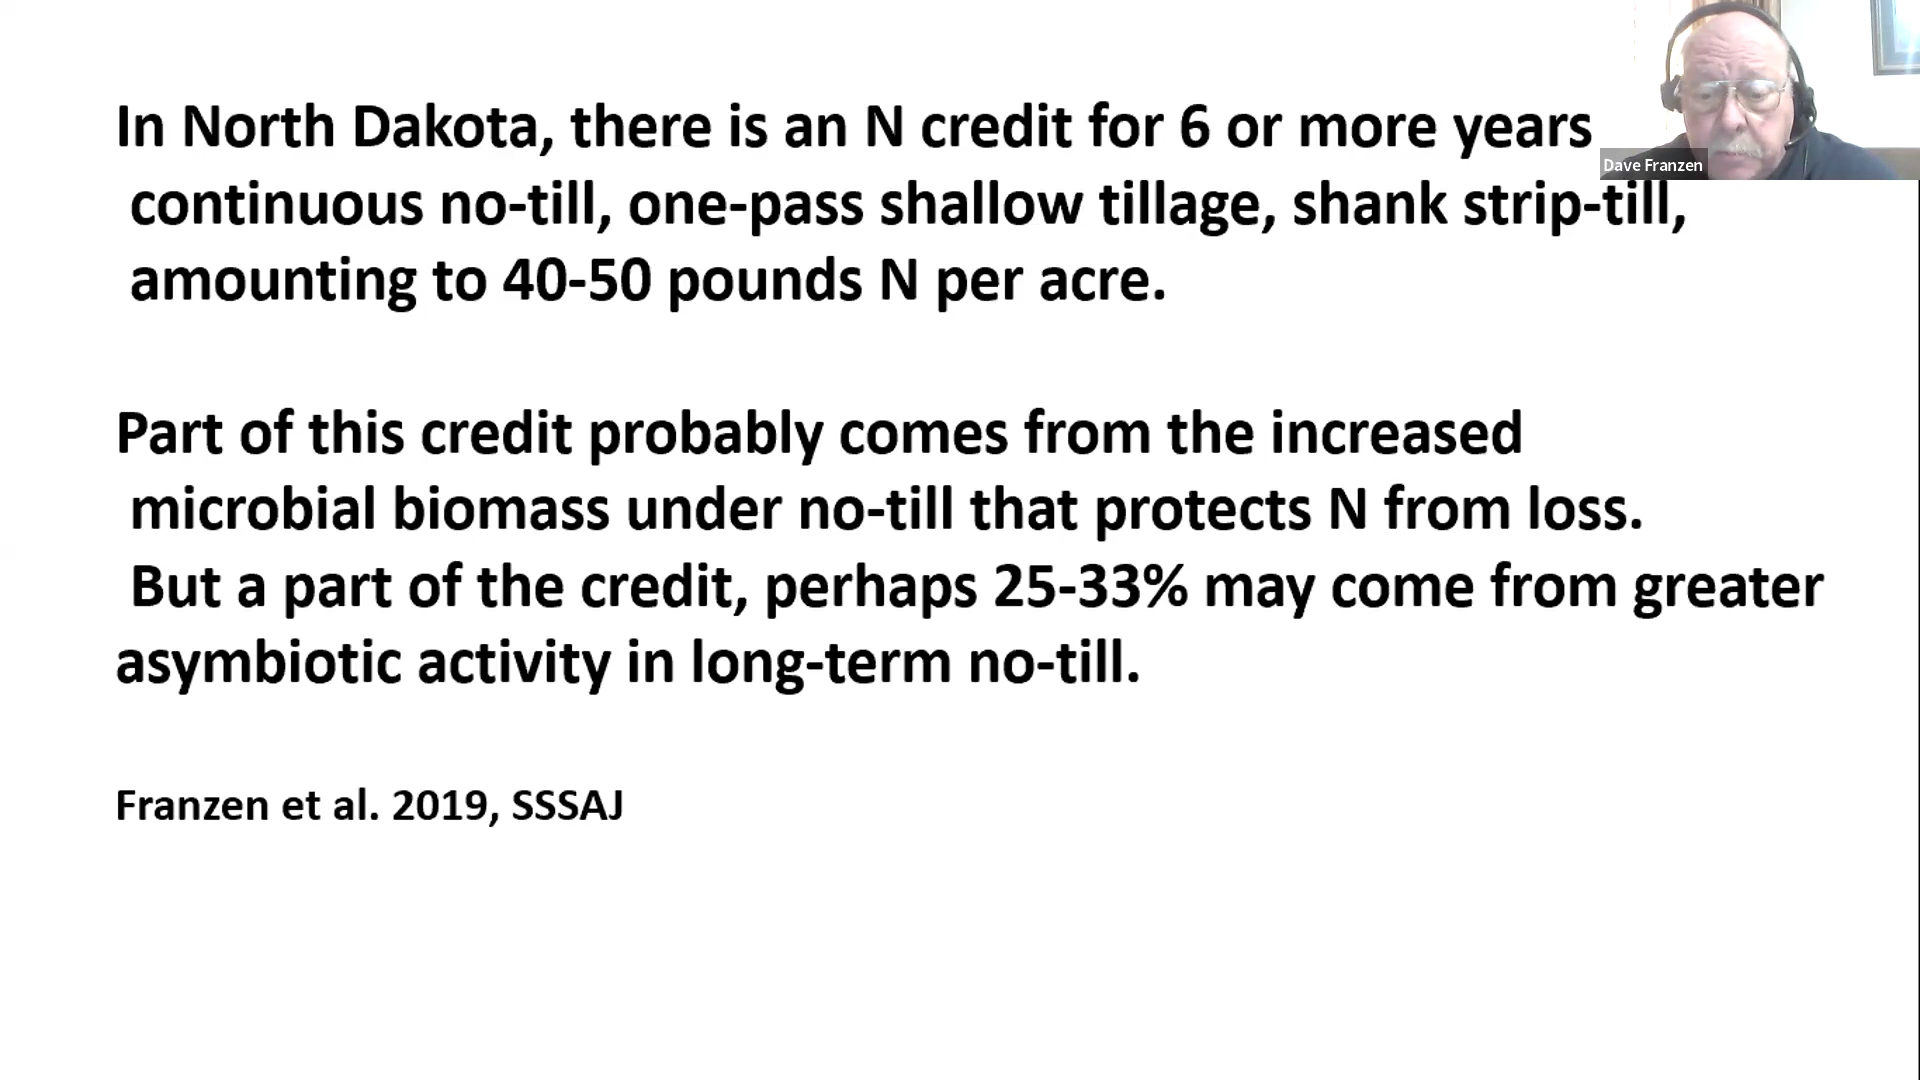 In North Dakota, there is an N credit for 6 or more years
continuous no-till, one-pass shallow tillage, shank strip-till,
amounting to 40-50 pounds N per acre.
Part of this credit probably comes from the increased
microbial biomass under no-till that protects N from loss.
But a part of the credit, perhaps 25-33% may come from greater
asymbiotic activity in long-term no-till.
Franzen et al. 2019, SSSAJ
Dave Franzen